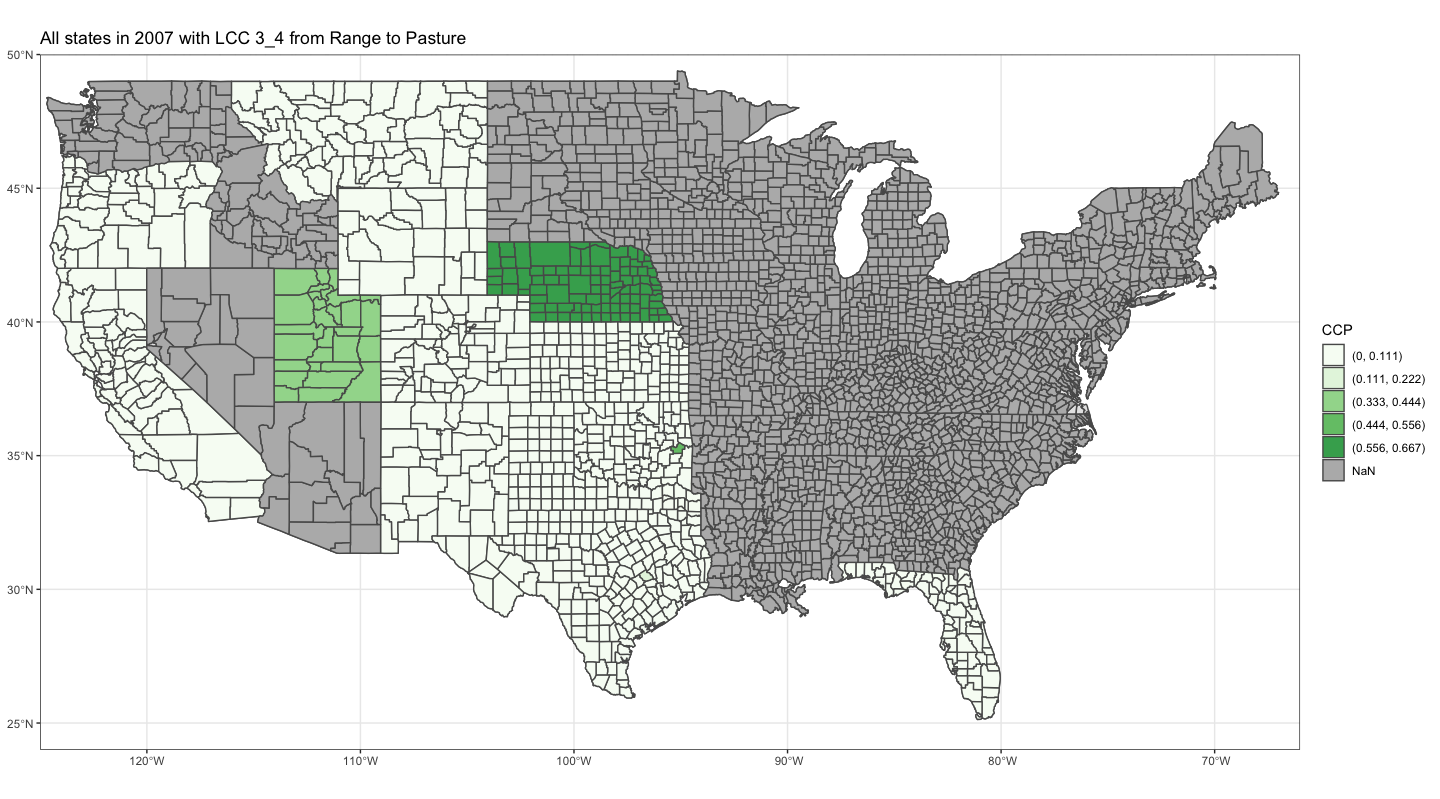 All states in 2007 with LCC 3_4 from Range to Pasture
50°N
45°N
40°N
35°N
30°N
25°N
120°W
110°W
100°W
90°W
80°W
70°W
CCP
(0, 0.111)
(0.111, 0.222)
(0.333, 0.444)
(0.444, 0.556)
(0.556, 0.667)
NaN